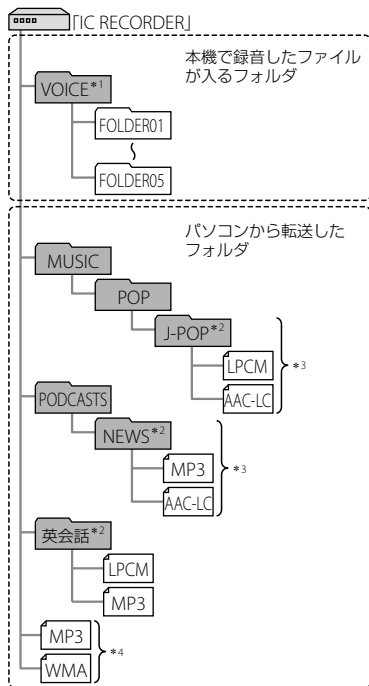 「IC RECORDER」
本機で録音したファイル
が入るフォルダ
VOICE*1
FOLDER01
〜
FOLDER05
パソコンから転送した
フォルダ
MUSIC
POP
J-POP*2
LPCM
*3
AAC-LC
PODCASTS
NEWS*2
MP3
*3
AAC-LC
英会話*2
LPCM
MP3
MP3
*4
WMA